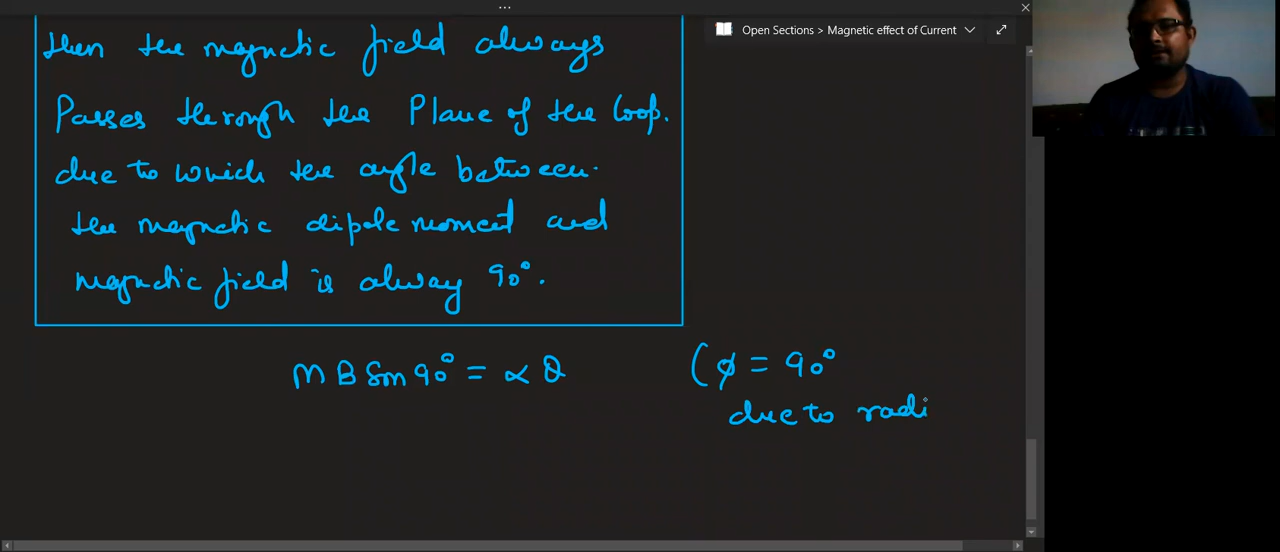 Open Sections > Magnetic effect of Current
then the magnetic field always
Passes through the Plane of the loop.
due to which the angle between.
the magnetic dipole moment and
magnetic field is alway 90°.
M B Sin 90° = α θ
(ϕ = 90°
due to radi